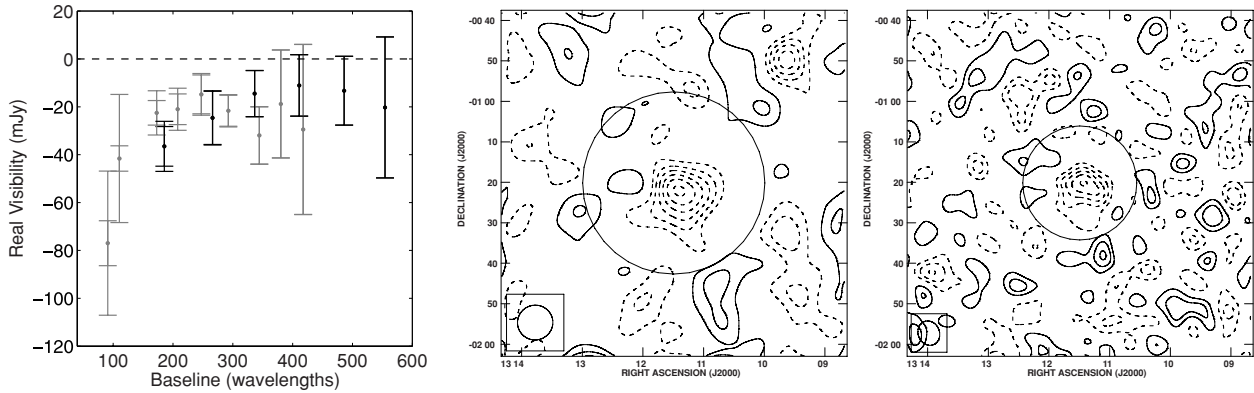 20
0
−20
−40
−60
−80
−100
−120
Real Visibility (mJy)
100 200 300 400 500 600
Baseline (wavelengths)
-00 40
50
-01 00
10
20
30
40
50
-02 00
DECLINATION (J2000)
13 14 13 12 11 10 09
RIGHT ASCENSION (J2000)
-00 40
50
-01 00
10
20
30
40
50
-02 00
DECLINATION (J2000)
13 14 13 12 11 10 09
RIGHT ASCENSION (J2000)